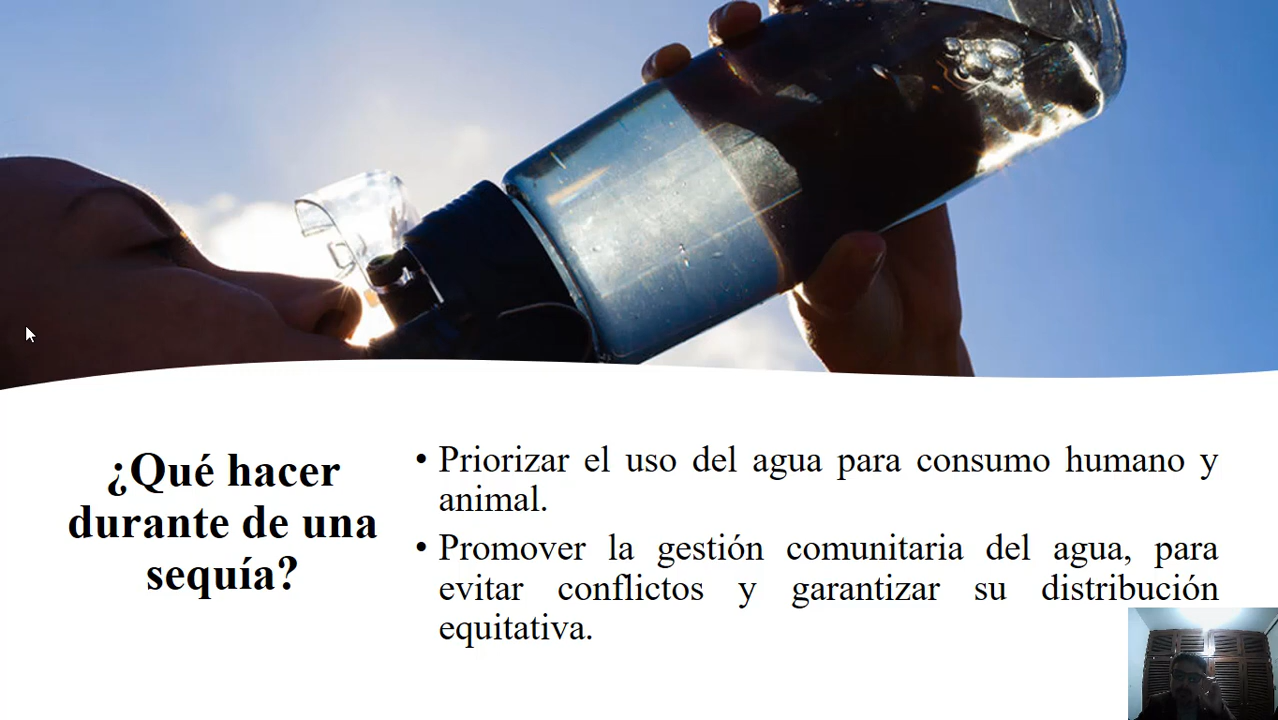 ¿Qué hacer
durante de una
sequía?
• Priorizar el uso del agua para consumo humano y
animal.
• Promover la gestión comunitaria del agua, para
evitar conflictos y garantizar su distribución
equitativa.